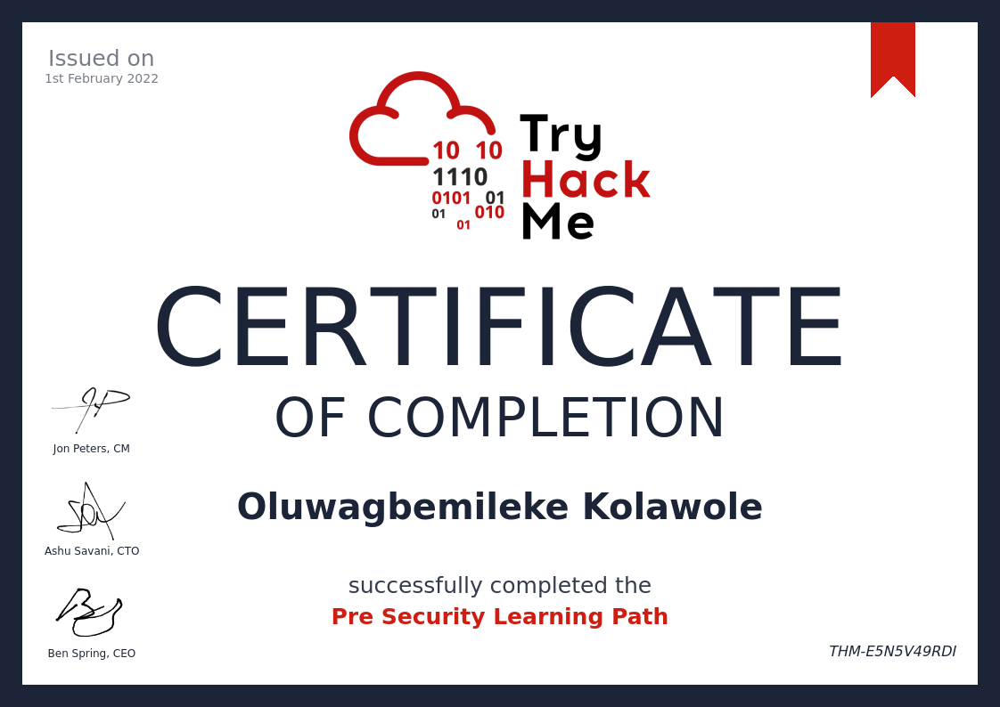 Issued on
1st February 2022
10 10
1110
0101 01
01 010
01
Try
Hack
Me
CERTIFICATE
OF COMPLETION
Jon Peters, CM
Oluwagbemileke Kolawole
Ashu Savani, CTO
successfully completed the
Pre Security Learning Path
Ben Spring, CEO
THM-E5N5V49RDI